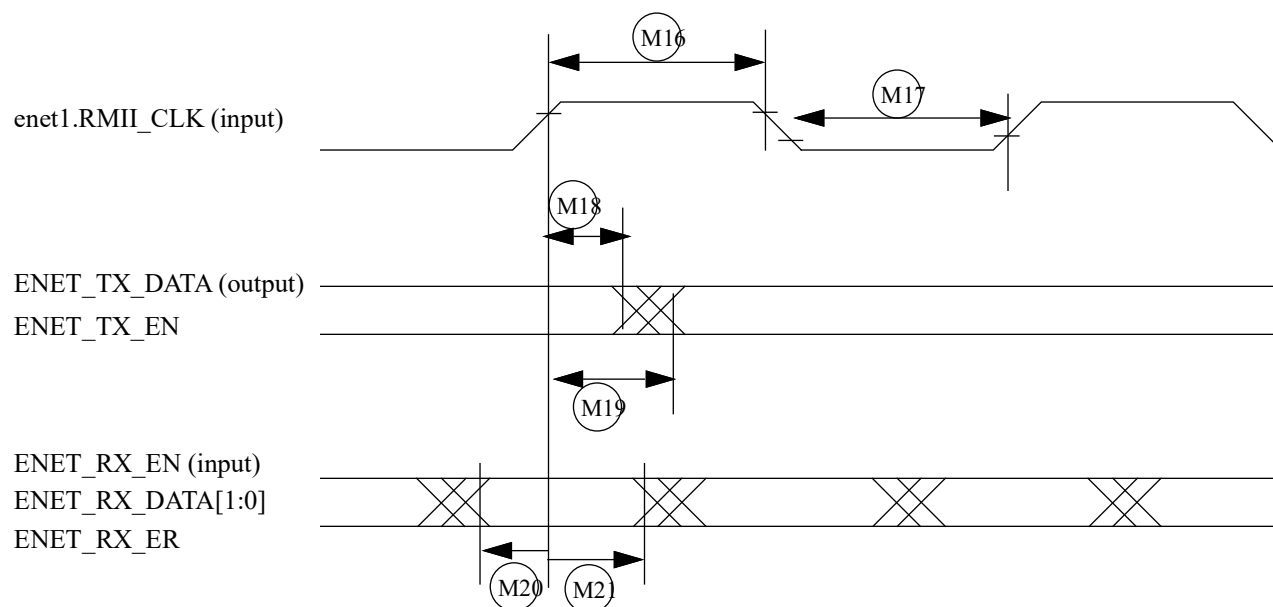 M16
M17
enet1.RMII_CLK (input)
M18
ENET_TX_DATA (output)
ENET_TX_EN
M19
ENET_RX_EN (input)
ENET_RX_DATA[1:0]
ENET_RX_ER
M20 M21